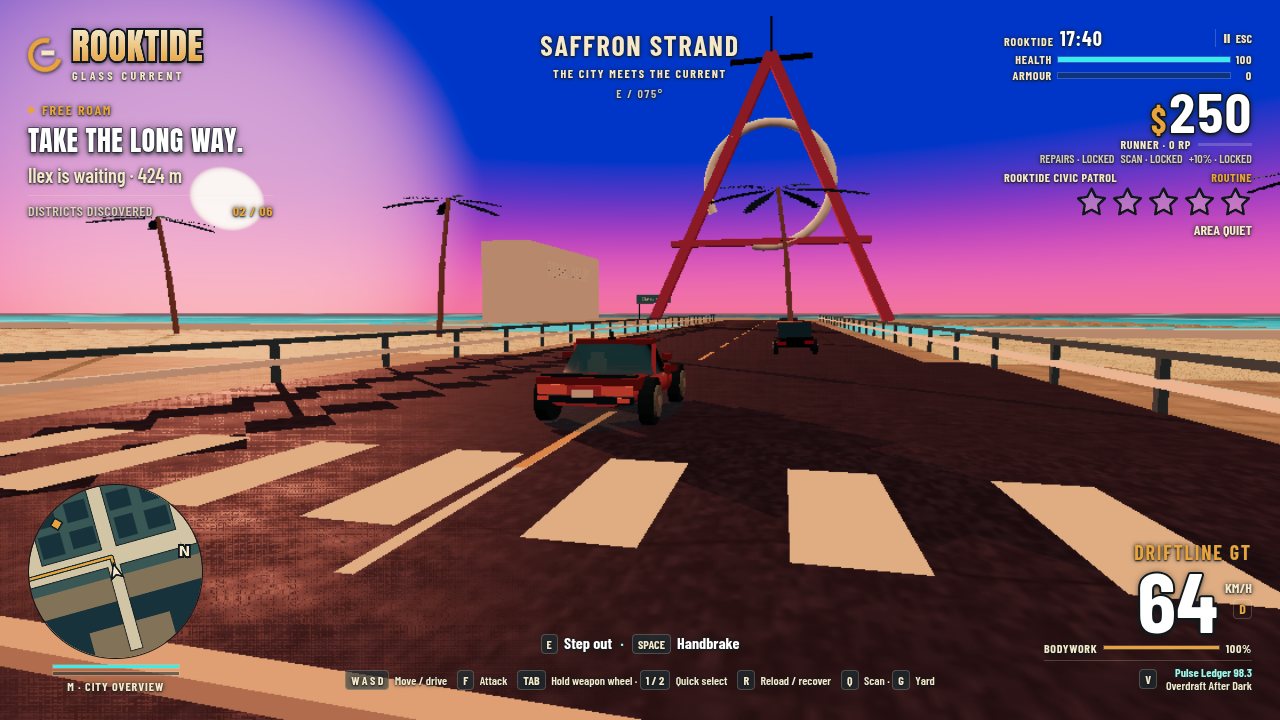 ROOKTIDE
GLASS CURRENT
FREE ROAM
TAKE THE LONG WAY.
Ilex is waiting · 424 m
DISTRICTS DISCOVERED 02 / 06
SAFFRON STRAND
THE CITY MEETS THE CURRENT
E / 075°
ROOKTIDE 17:40
ESC
HEALTH 100
ARMOUR 0
$250
RUNNER · 0 RP
REPAIRS · LOCKED SCAN · LOCKED +10% · LOCKED
ROOKTIDE CIVIC PATROL ROUTINE
AREA QUIET
N
M · CITY OVERVIEW
E Step out · SPACE Handbrake
W A S D Move / drive F Attack TAB Hold weapon wheel · 1 / 2 Quick select R Reload / recover Q Scan · G Yard
DRIFTLINE GT
64 KM/H
D
BODYWORK 100%
V Pulse Ledger 98.3
Overdraft After Dark